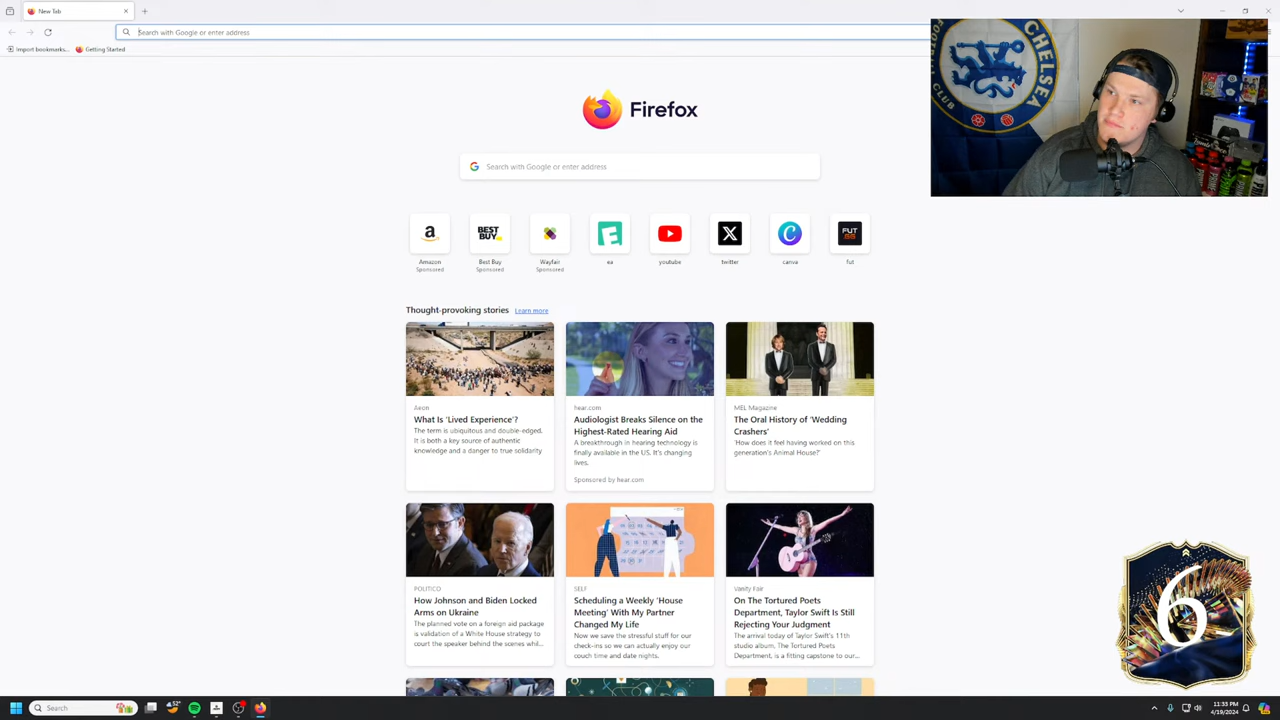 New Tab
Search with Google or enter address
Import bookmarks...
Getting Started
CHELSEA
FOOTBALL
CLUB
Firefox
Search with Google or enter address
a
BEST
BUY
FUT
Amazon
Sponsored
Best Buy
Sponsored
Wayfair
Sponsored
ea
youtube
twitter
canva
fut
Thought-provoking stories
Learn more
Aeon
What Is 'Lived Experience'?
The term is ubiquitous and double-edged.
It is both a key source of authentic
knowledge and a danger to true solidarity
hear.com
Audiologist Breaks Silence on the
Highest-Rated Hearing Aid
A breakthrough in hearing technology is
finally available in the US. It's changing
lives.
Sponsored by hear.com
MEL Magazine
The Oral History of 'Wedding
Crashers'
'How does it feel having worked on this
generation's Animal House?'
POLITICO
How Johnson and Biden Locked
Arms on Ukraine
The planned vote on a foreign aid package
is validation of a White House strategy to
court the speaker behind the scenes whil...
SELF
Scheduling a Weekly 'House
Meeting' With My Partner
Changed My Life
Now we save the stressful stuff for our
check-ins so we can actually enjoy our
couch time and date nights.
Vanity Fair
On The Tortured Poets
Department, Taylor Swift Is Still
Rejecting Your Judgment
The arrival today of Taylor Swift's 11th
studio album, The Tortured Poets
Department, is a fitting capstone to our...
6
Search
12°
11:33 PM
4/19/2024